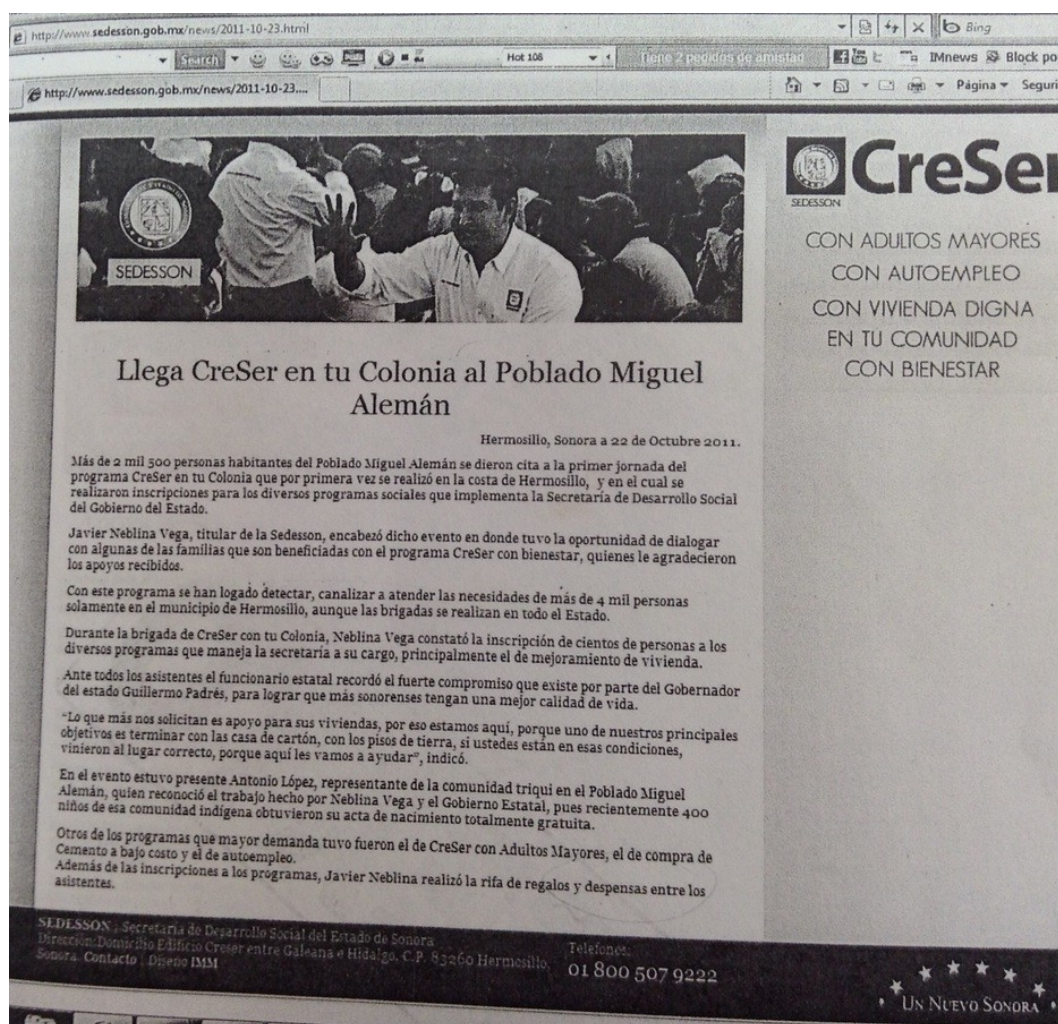 http://www.sedesson.gob.mx/news/2011-10-23.html
Bing
Search
Hot 106
Tiene 2 pedidos de amistad
IMnews
Block po
http://www.sedesson.gob.mx/news/2011-10-23....
Página
Seguri
SEDESSON
CreSer
SEDESSON
CON ADULTOS MAYORES
CON AUTOEMPLEO
CON VIVIENDA DIGNA
EN TU COMUNIDAD
CON BIENESTAR
Llega CreSer en tu Colonia al Poblado Miguel
Alemán
Hermosillo, Sonora a 22 de Octubre 2011.
Más de 2 mil 500 personas habitantes del Poblado Miguel Alemán se dieron cita a la primer jornada del
programa CreSer en tu Colonia que por primera vez se realizó en la costa de Hermosillo, y en el cual se
realizaron inscripciones para los diversos programas sociales que implementa la Secretaría de Desarrollo Social
del Gobierno del Estado.
Javier Neblina Vega, titular de la Sedesson, encabezó dicho evento en donde tuvo la oportunidad de dialogar
con algunas de las familias que son beneficiadas con el programa CreSer con bienestar, quienes le agradecieron
los apoyos recibidos.
Con este programa se han logado detectar, canalizar a atender las necesidades de más de 4 mil personas
solamente en el municipio de Hermosillo, aunque las brigadas se realizan en todo el Estado.
Durante la brigada de CreSer con tu Colonia, Neblina Vega constató la inscripción de cientos de personas a los
diversos programas que maneja la secretaría a su cargo, principalmente el de mejoramiento de vivienda.
Ante todos los asistentes el funcionario estatal recordó el fuerte compromiso que existe por parte del Gobernador
del estado Guillermo Padrés, para lograr que más sonorenses tengan una mejor calidad de vida.
“Lo que más nos solicitan es apoyo para sus viviendas, por eso estamos aquí, porque uno de nuestros principales
objetivos es terminar con las casa de cartón, con los pisos de tierra, si ustedes están en esas condiciones,
vinieron al lugar correcto, porque aquí les vamos a ayudar”, indicó.
En el evento estuvo presente Antonio López, representante de la comunidad triqui en el Poblado Miguel
Alemán, quien reconoció el trabajo hecho por Neblina Vega y el Gobierno Estatal, pues recientemente 400
niños de esa comunidad indígena obtuvieron su acta de nacimiento totalmente gratuita.
Otros de los programas que mayor demanda tuvo fueron el de CreSer con Adultos Mayores, el de compra de
Cemento a bajo costo y el de autoempleo.
Además de las inscripciones a los programas, Javier Neblina realizó la rifa de regalos y despensas entre los
asistentes.
SEDESSON . Secretaría de Desarrollo Social del Estado de Sonora
Dirección:Domicilio Edificio Creser entre Galeana e Hidalgo, C.P. 83260 Hermosillo,
Sonora. Contacto . Diseño IMM
Telefonos:
01 800 507 9222
UN NUEVO SONORA